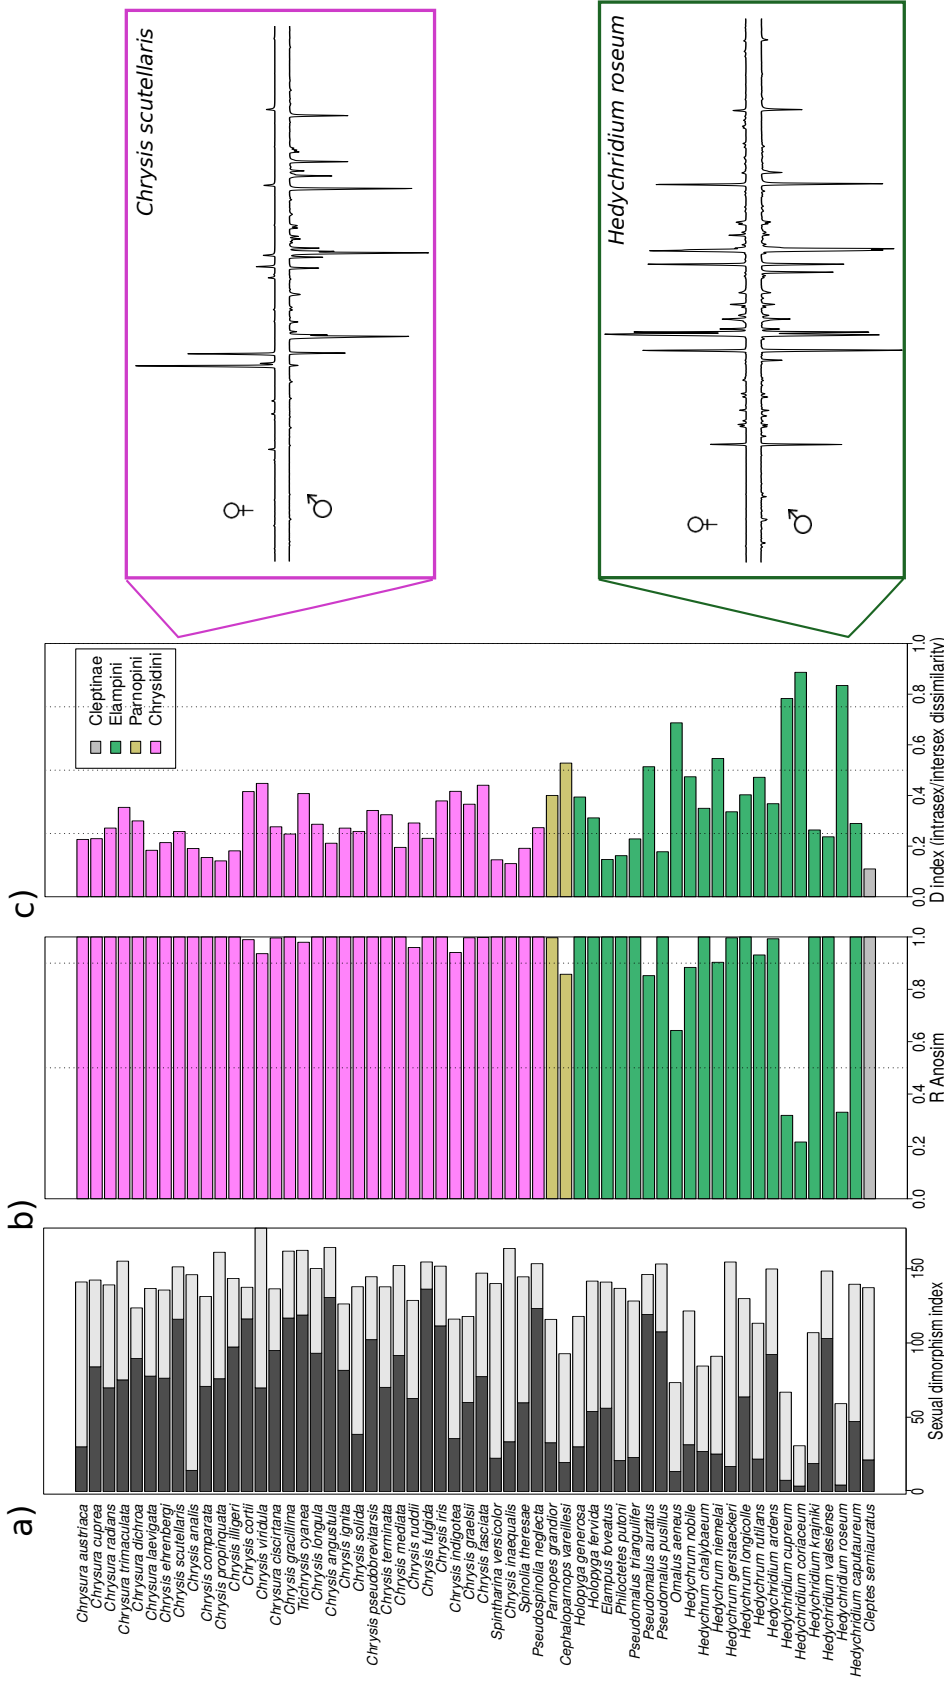 a)
Chrysura austriaca
Chrysura cuprea
Chrysura radians
Chrysura trimaculata
Chrysura dichroa
Chrysura laevigata
Chrysis ehrenbergi
Chrysis scutellaris
Chrysis analis
Chrysis comparata
Chrysis propinquata
Chrysis illigeri
Chrysis cortii
Chrysis viridula
Chrysura ciscirtana
Chrysis gracillima
Trichrysis cyanea
Chrysis longula
Chrysis angustula
Chrysis ignita
Chrysis solida
Chrysis pseudobrevitarsis
Chrysis terminata
Chrysis mediata
Chrysis ruddii
Chrysis fulgida
Chrysis iris
Chrysis indigotea
Chrysis graelsii
Chrysis fasciata
Spintharina versicolor
Chrysis inaequalis
Spinolia theresae
Pseudospinolia neglecta
Parnopes grandior
Cephaloparnops vareillesi
Holopyga generosa
Holopyga fervida
Elampus foveatus
Philoctetes putoni
Pseudomalus triangulifer
Pseudomalus auratus
Pseudomalus pusillus
Omalus aeneus
Hedychrum nobile
Hedychrum chalybaeum
Hedychrum niemelai
Hedychrum gerstaeckeri
Hedychrum longicolle
Hedychrum rutilans
Hedychridium ardens
Hedychridium cupreum
Hedychridium coriaceum
Hedychridium krajniki
Hedychridium valesiense
Hedychridium roseum
Hedychridium caputaureum
Cleptes semiauratus
0 50 100 150
Sexual dimorphism index
b)
0.0 0.2 0.4 0.6 0.8 1.0
R Anosim
c)
Cleptinae
Elampini
Parnopini
Chrysidini
0.0 0.2 0.4 0.6 0.8 1.0
D index (intrasex/intersex dissimilarity)
Chrysis scutellaris
♀
♂
Hedychridium roseum
♀
♂